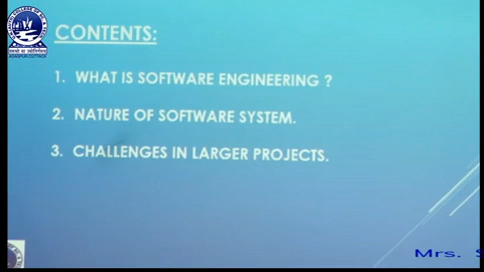 CONTENTS:
1. WHAT IS SOFTWARE ENGINEERING ?
2. NATURE OF SOFTWARE SYSTEM.
3. CHALLENGES IN LARGER PROJECTS.
Mrs.